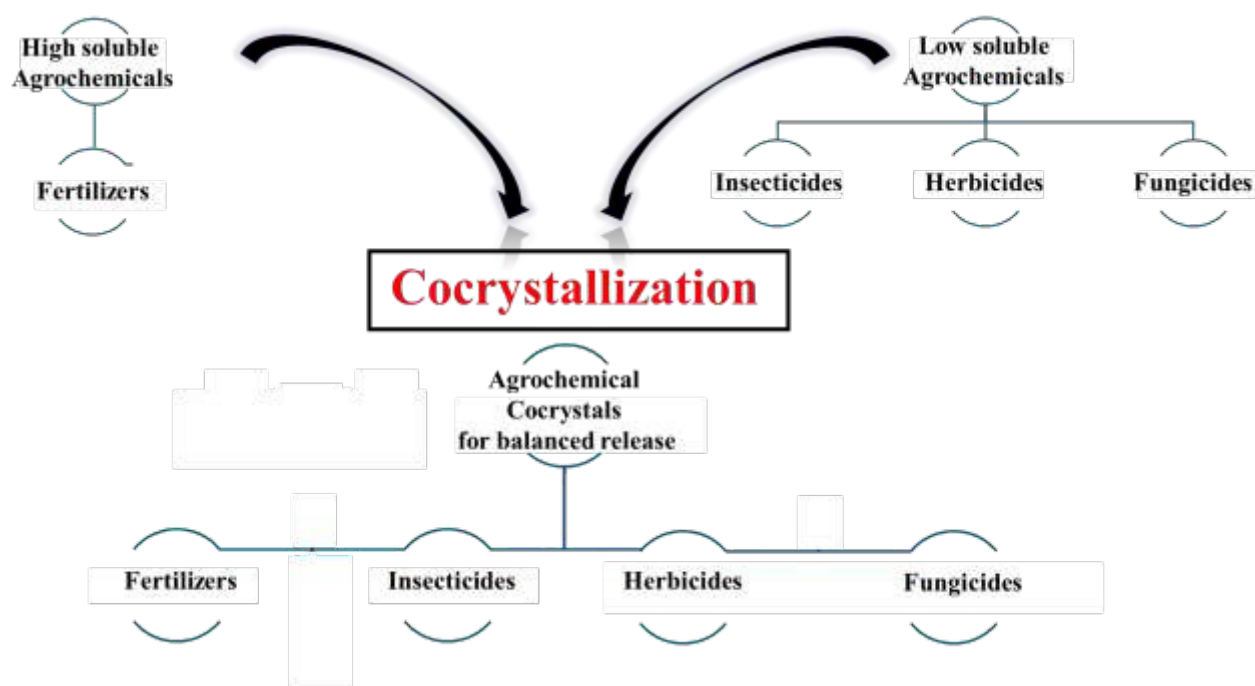 High soluble
Agrochemicals
Low soluble
Agrochemicals
Fertilizers
Insecticides
Herbicides
Fungicides
Cocrystallization
Agrochemical
Cocrystals
for balanced release
Fertilizers
Insecticides
Herbicides
Fungicides